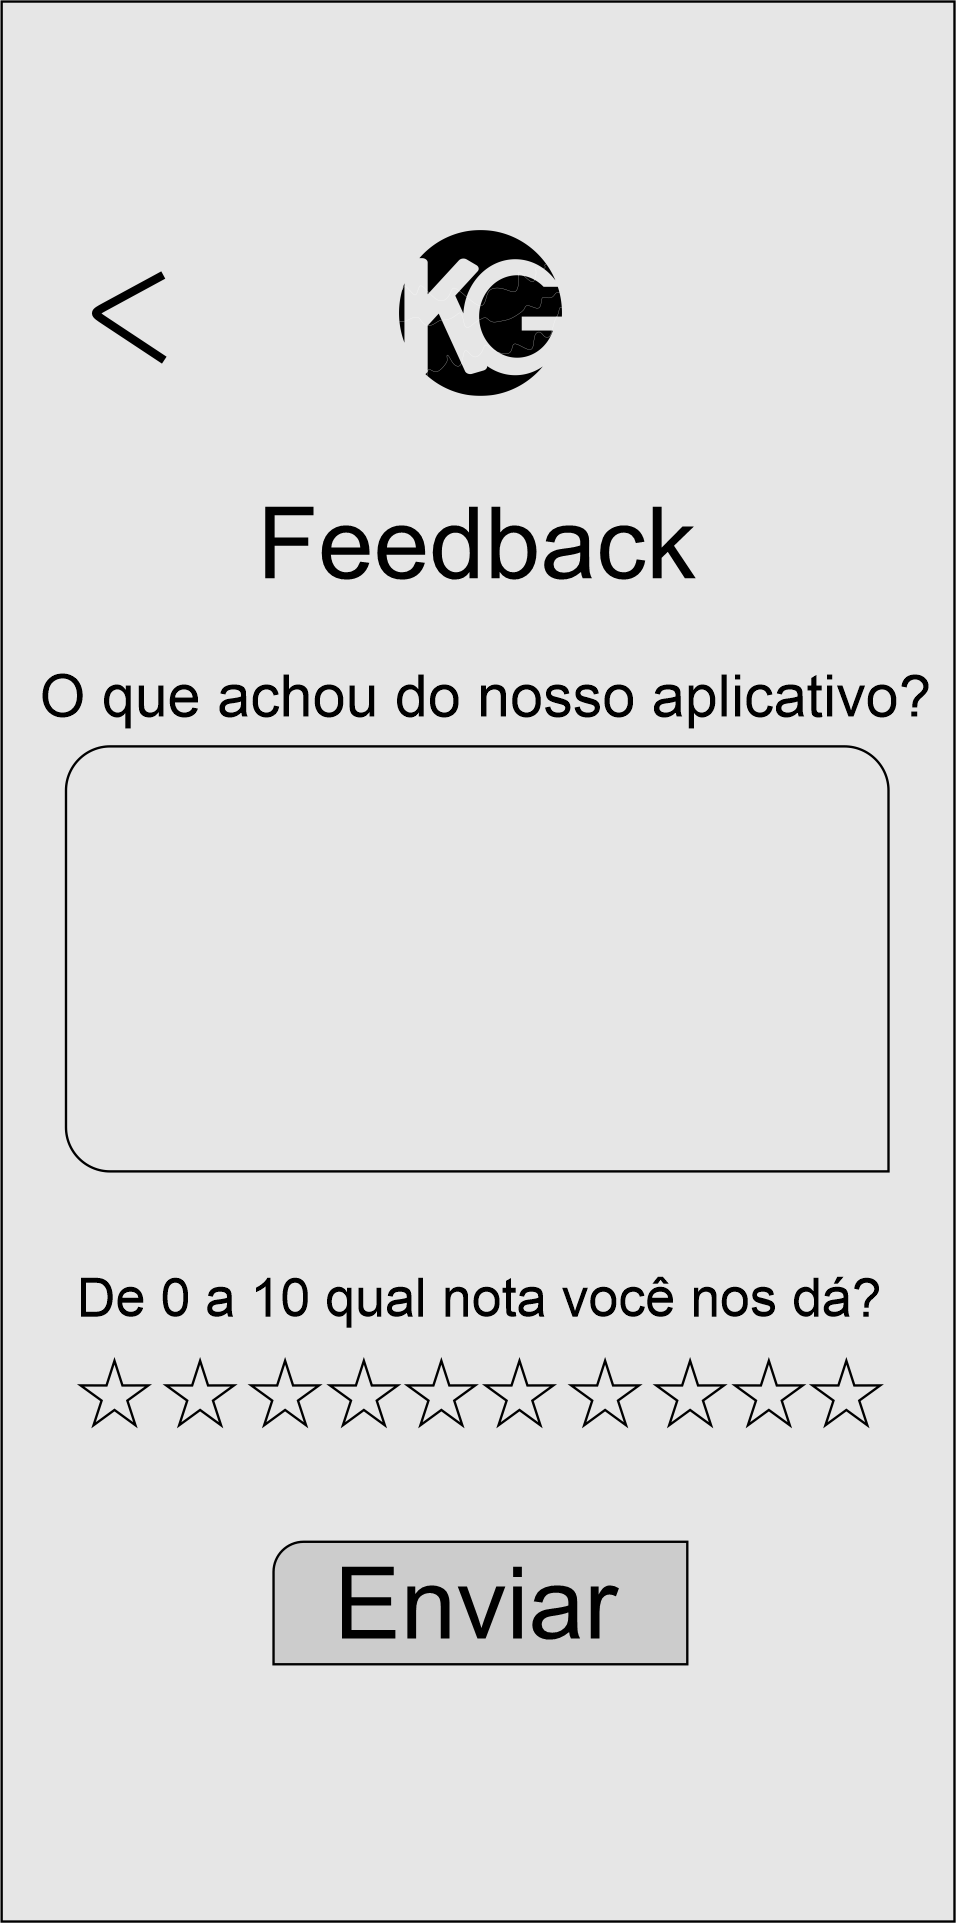 KG
Feedback
O que achou do nosso aplicativo?
De 0 a 10 qual nota você nos dá?
Enviar